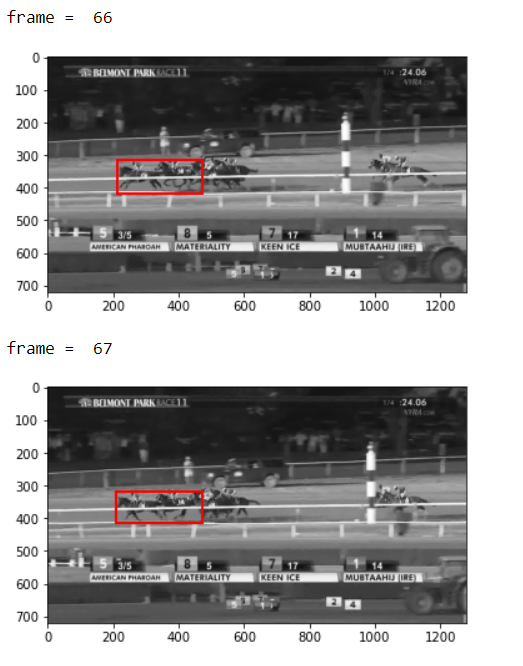 frame = 66
0
100
200
300
400
500
600
700
BELMONT PARK RACE 11
1/4 :24.06
NYRA.COM
5 3/5 8 5 7 17 1 14
AMERICAN PHAROAH MATERIALITY KEEN ICE MUBTAAHIJ (IRE)
2 4
0 200 400 600 800 1000 1200
frame = 67
0
100
200
300
400
500
600
700
BELMONT PARK RACE 11
1/4 :24.06
NYRA.COM
5 3/5 8 5 7 17 1 14
AMERICAN PHAROAH MATERIALITY KEEN ICE MUBTAAHIJ (IRE)
2 4
0 200 400 600 800 1000 1200